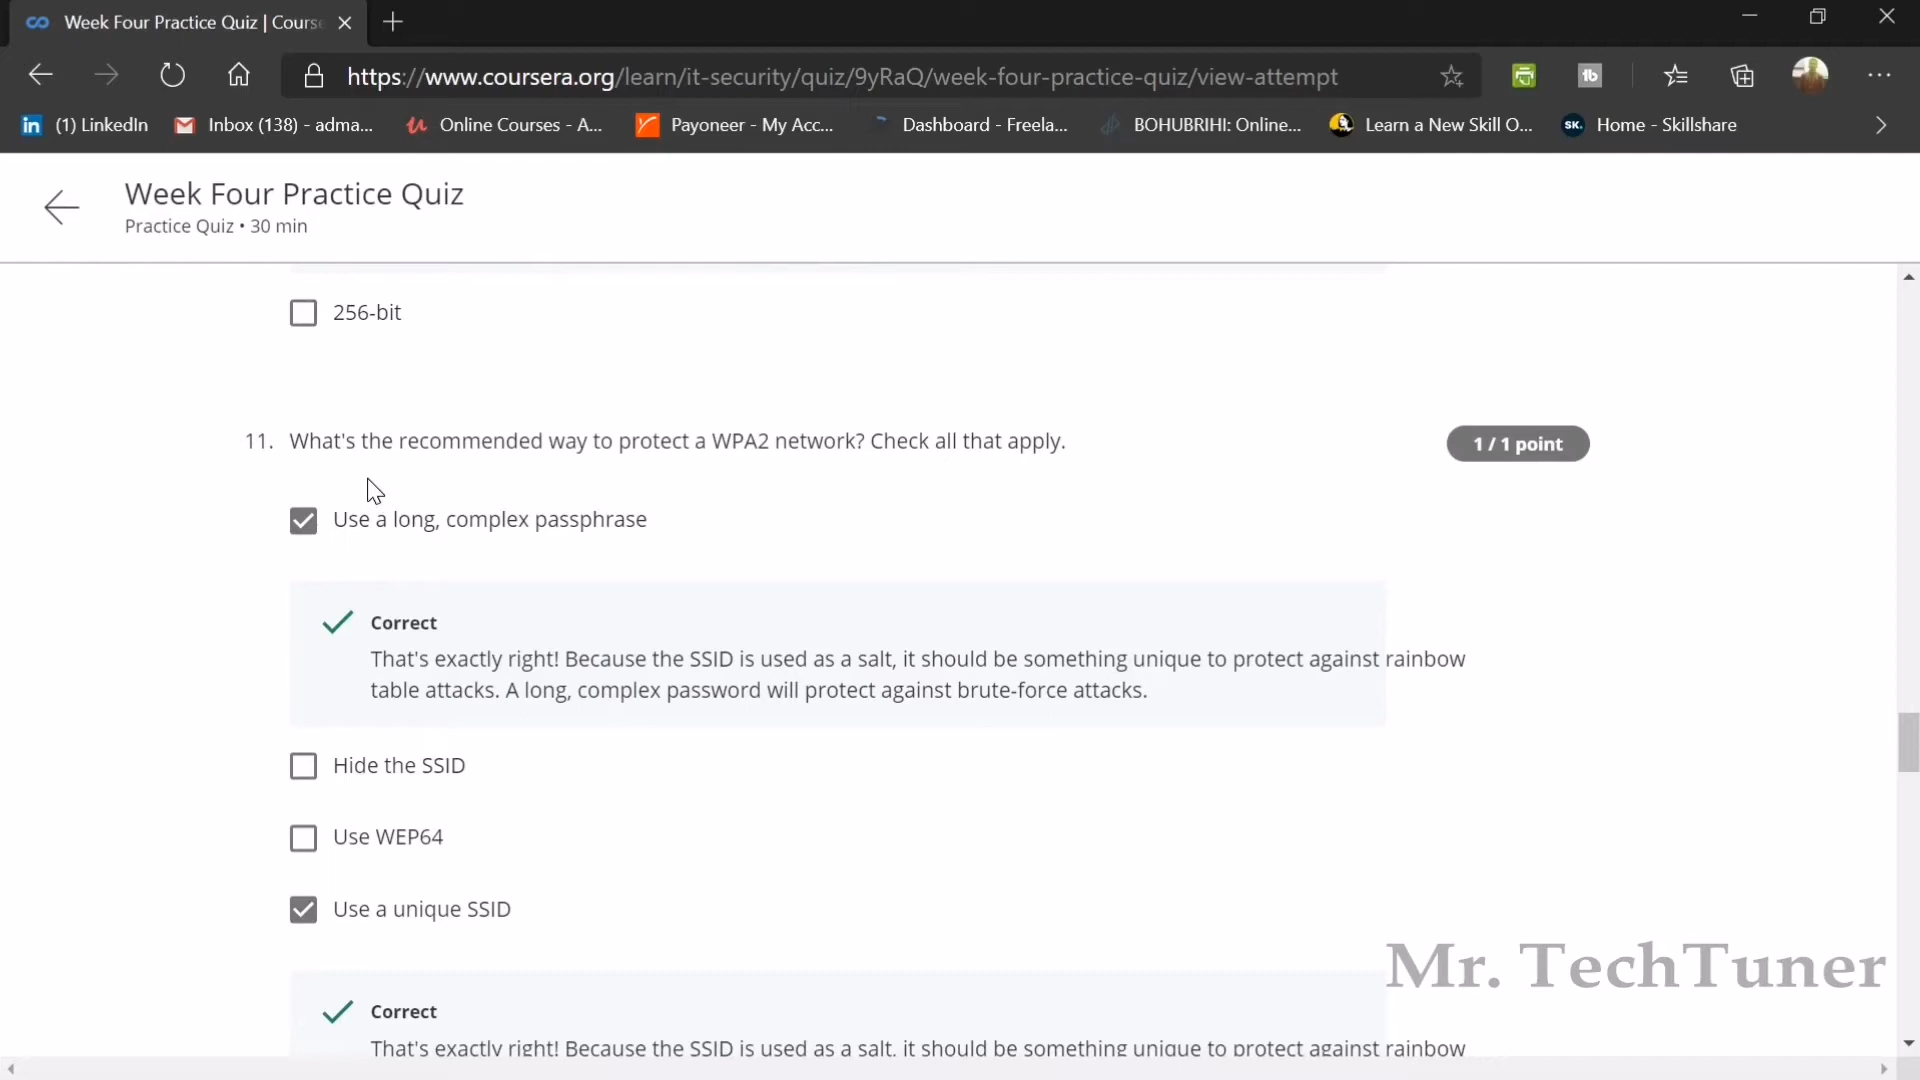 Week Four Practice Quiz | Cours
https://www.coursera.org/learn/it-security/quiz/9yRaQ/week-four-practice-quiz/view-attempt
in (1) LinkedIn Inbox (138) - adma... Online Courses - A... Payoneer - My Acc... Dashboard - Freela... BOHUBRIHI: Online... Learn a New Skill O... SK. Home - Skillshare
Week Four Practice Quiz
Practice Quiz • 30 min
256-bit
11. What's the recommended way to protect a WPA2 network? Check all that apply.
1 / 1 point
Use a long, complex passphrase
Correct
That's exactly right! Because the SSID is used as a salt, it should be something unique to protect against rainbow
table attacks. A long, complex password will protect against brute-force attacks.
Hide the SSID
Use WEP64
Use a unique SSID
Mr. TechTuner
Correct
That's exactly right! Because the SSID is used as a salt, it should be something unique to protect against rainbow